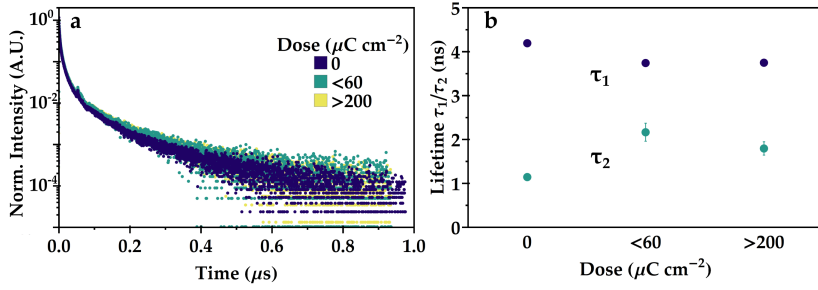 a
Norm. Intensity (A.U.)
10⁰
10⁻²
10⁻⁴
Dose (μC cm⁻²)
0
<60
>200
0.0 0.2 0.4 0.6 0.8 1.0
Time (μs)
b
Lifetime τ₁/τ₂ (ns)
5
4
3
2
1
0
τ₁
τ₂
0 <60 >200
Dose (μC cm⁻²)